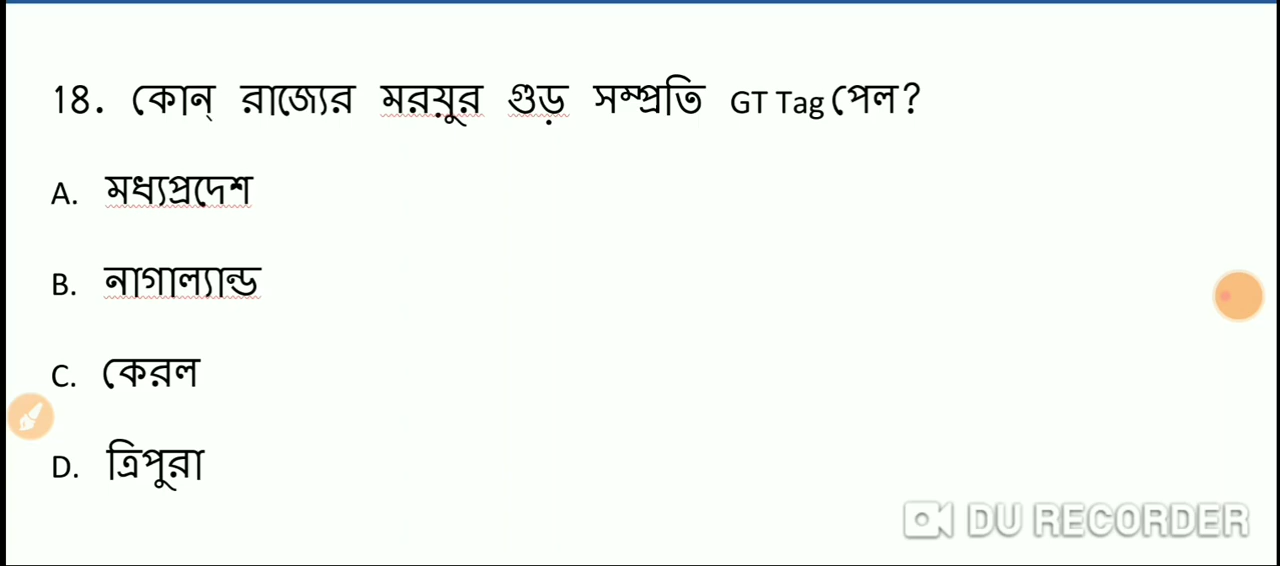 18. কোন্ রাজ্যের মরয়ুর গুড় সম্প্রতি GT Tag পেল?
A. মধ্যপ্রদেশ
B. নাগাল্যান্ড
C. কেরল
D. ত্রিপুরা
DU RECORDER